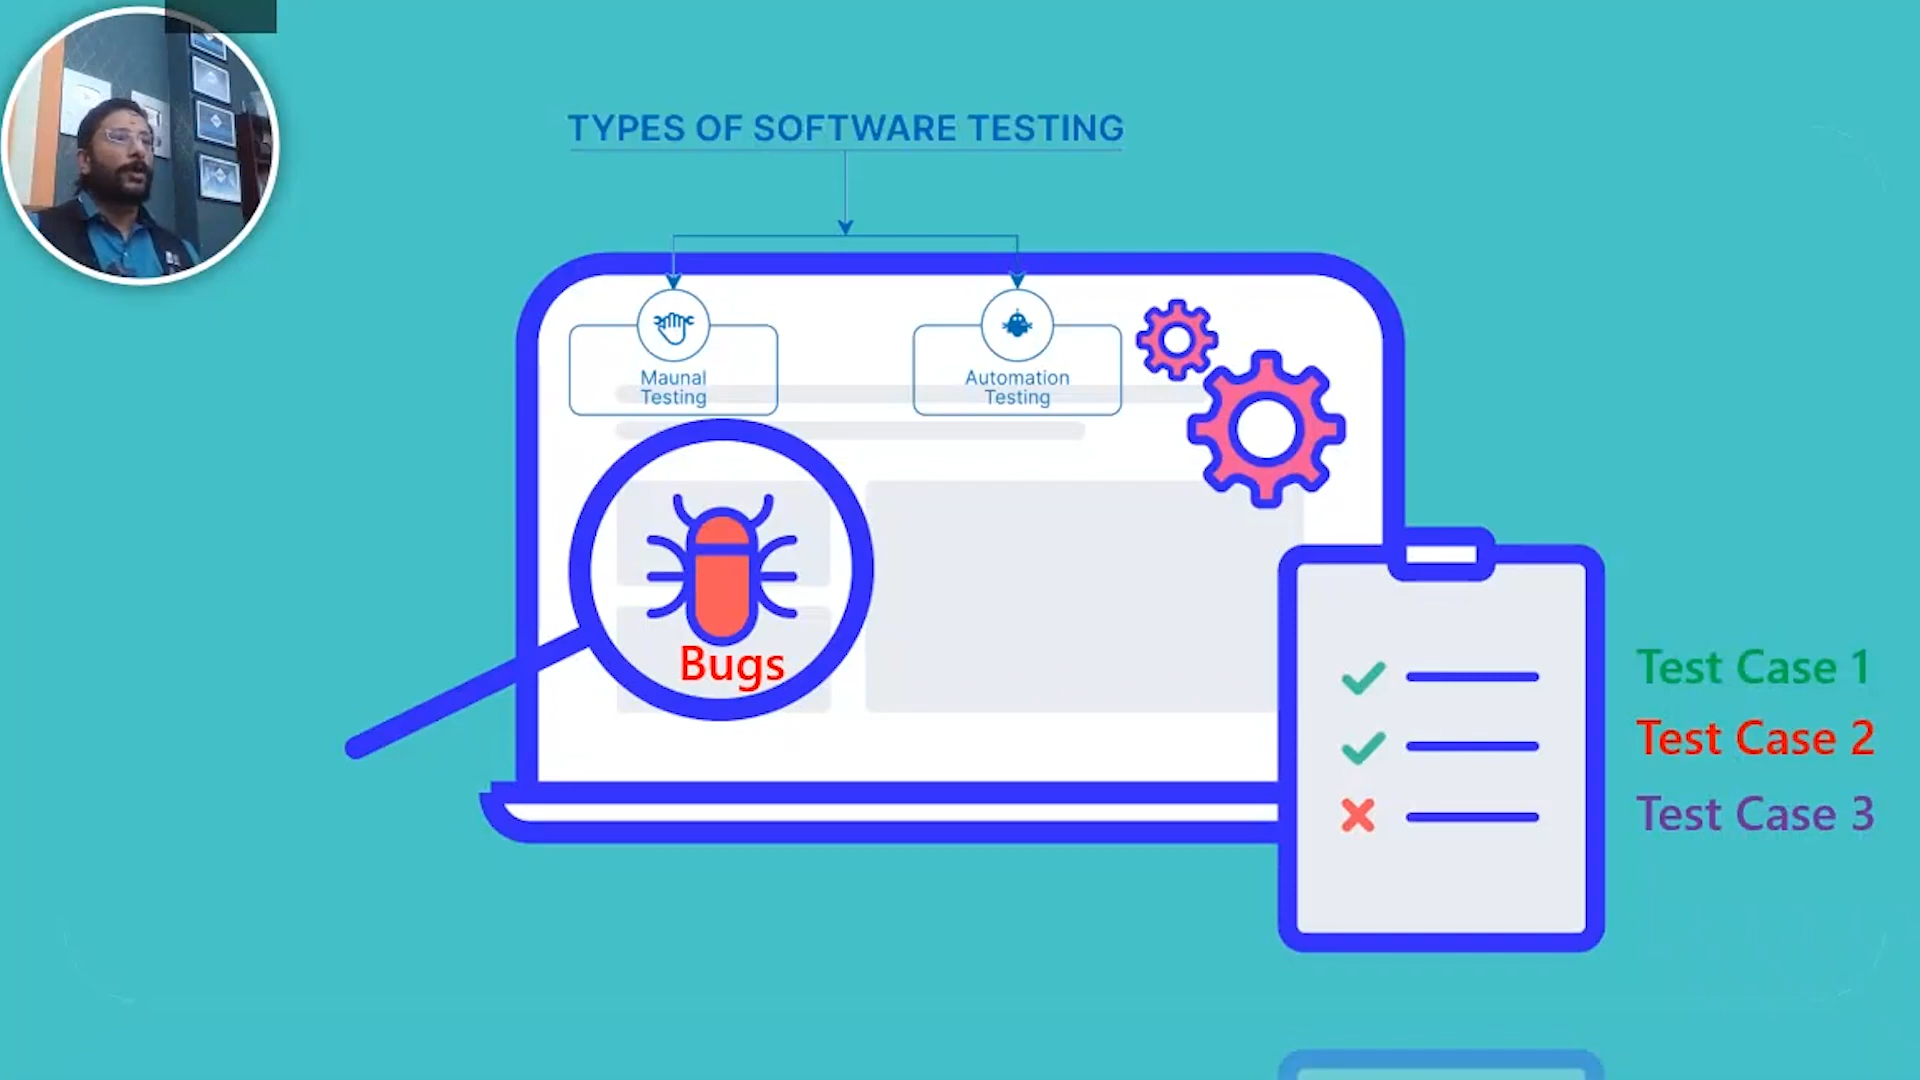 TYPES OF SOFTWARE TESTING
Maunal
Testing
Automation
Testing
Bugs
Test Case 1
Test Case 2
Test Case 3